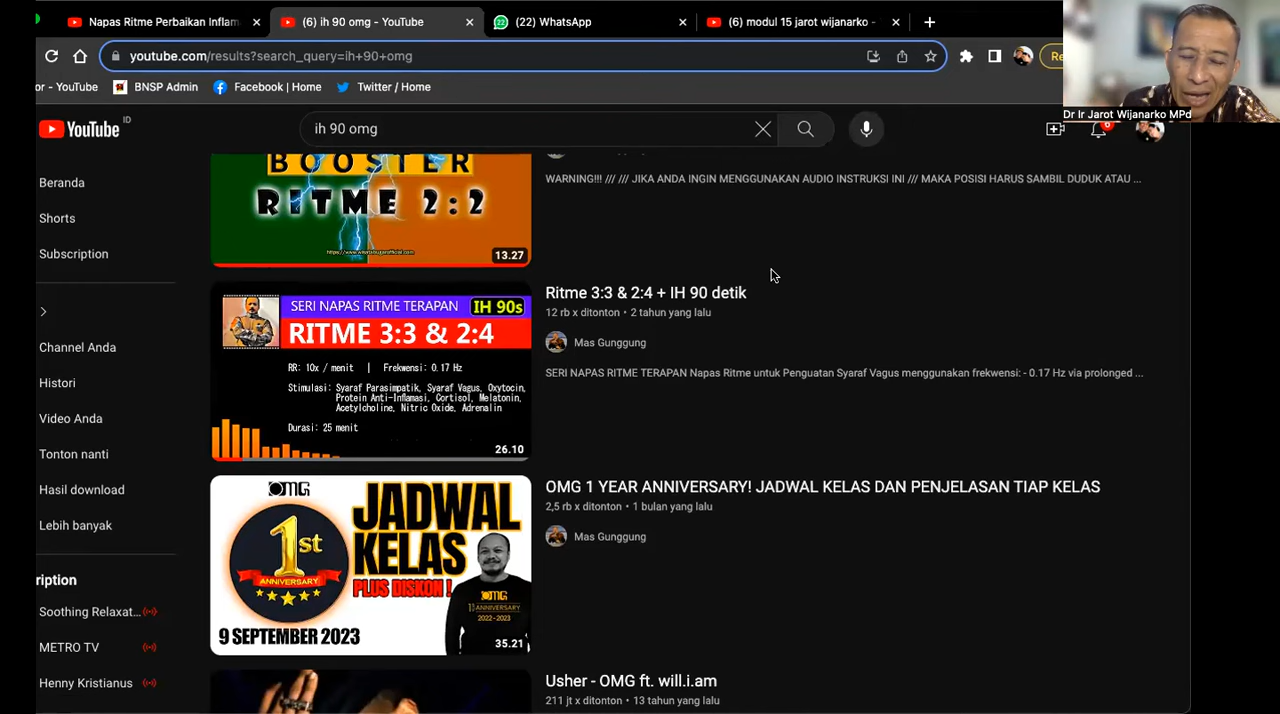 Napas Ritme Perbaikan Inflam
(6) ih 90 omg - YouTube
(22) WhatsApp
(6) modul 15 jarot wijanarko -
youtube.com/results?search_query=ih+90+omg
Re
or - YouTube
BNSP Admin
Facebook | Home
Twitter / Home
Dr Ir Jarot Wijanarko MPd
YouTube ID
ih 90 omg
6
Beranda
Shorts
Subscription
Channel Anda
Histori
Video Anda
Tonton nanti
Hasil download
Lebih banyak
ription
Soothing Relaxat...
METRO TV
Henny Kristianus
BOOSTER
RITME 2:2
13.27
WARNING!!! /// /// JIKA ANDA INGIN MENGGUNAKAN AUDIO INSTRUKSI INI /// MAKA POSISI HARUS SAMBIL DUDUK ATAU ...
SERI NAPAS RITME TERAPAN
IH 90s
RITME 3:3 & 2:4
RR: 10x / menit | Frekwensi: 0.17 Hz
Stimulasi: Syaraf Parasimpatik, Syaraf Vagus, Oxytocin,
Protein Anti-Inflamasi, Cortisol, Melatonin,
Acetylcholine, Nitric Oxide, Adrenalin
Durasi: 25 menit
26.10
Ritme 3:3 & 2:4 + IH 90 detik
12 rb x ditonton • 2 tahun yang lalu
Mas Gunggung
SERI NAPAS RITME TERAPAN Napas Ritme untuk Penguatan Syaraf Vagus menggunakan frekwensi: - 0.17 Hz via prolonged ...
OMG
JADWAL
KELAS
PLUS DISKON!
1st
ANNIVERSARY
OMG
ANNIVERSARY
2022-2023
9 SEPTEMBER 2023
35.21
OMG 1 YEAR ANNIVERSARY! JADWAL KELAS DAN PENJELASAN TIAP KELAS
2,5 rb x ditonton • 1 bulan yang lalu
Mas Gunggung
Usher - OMG ft. will.i.am
211 jt x ditonton • 13 tahun yang lalu